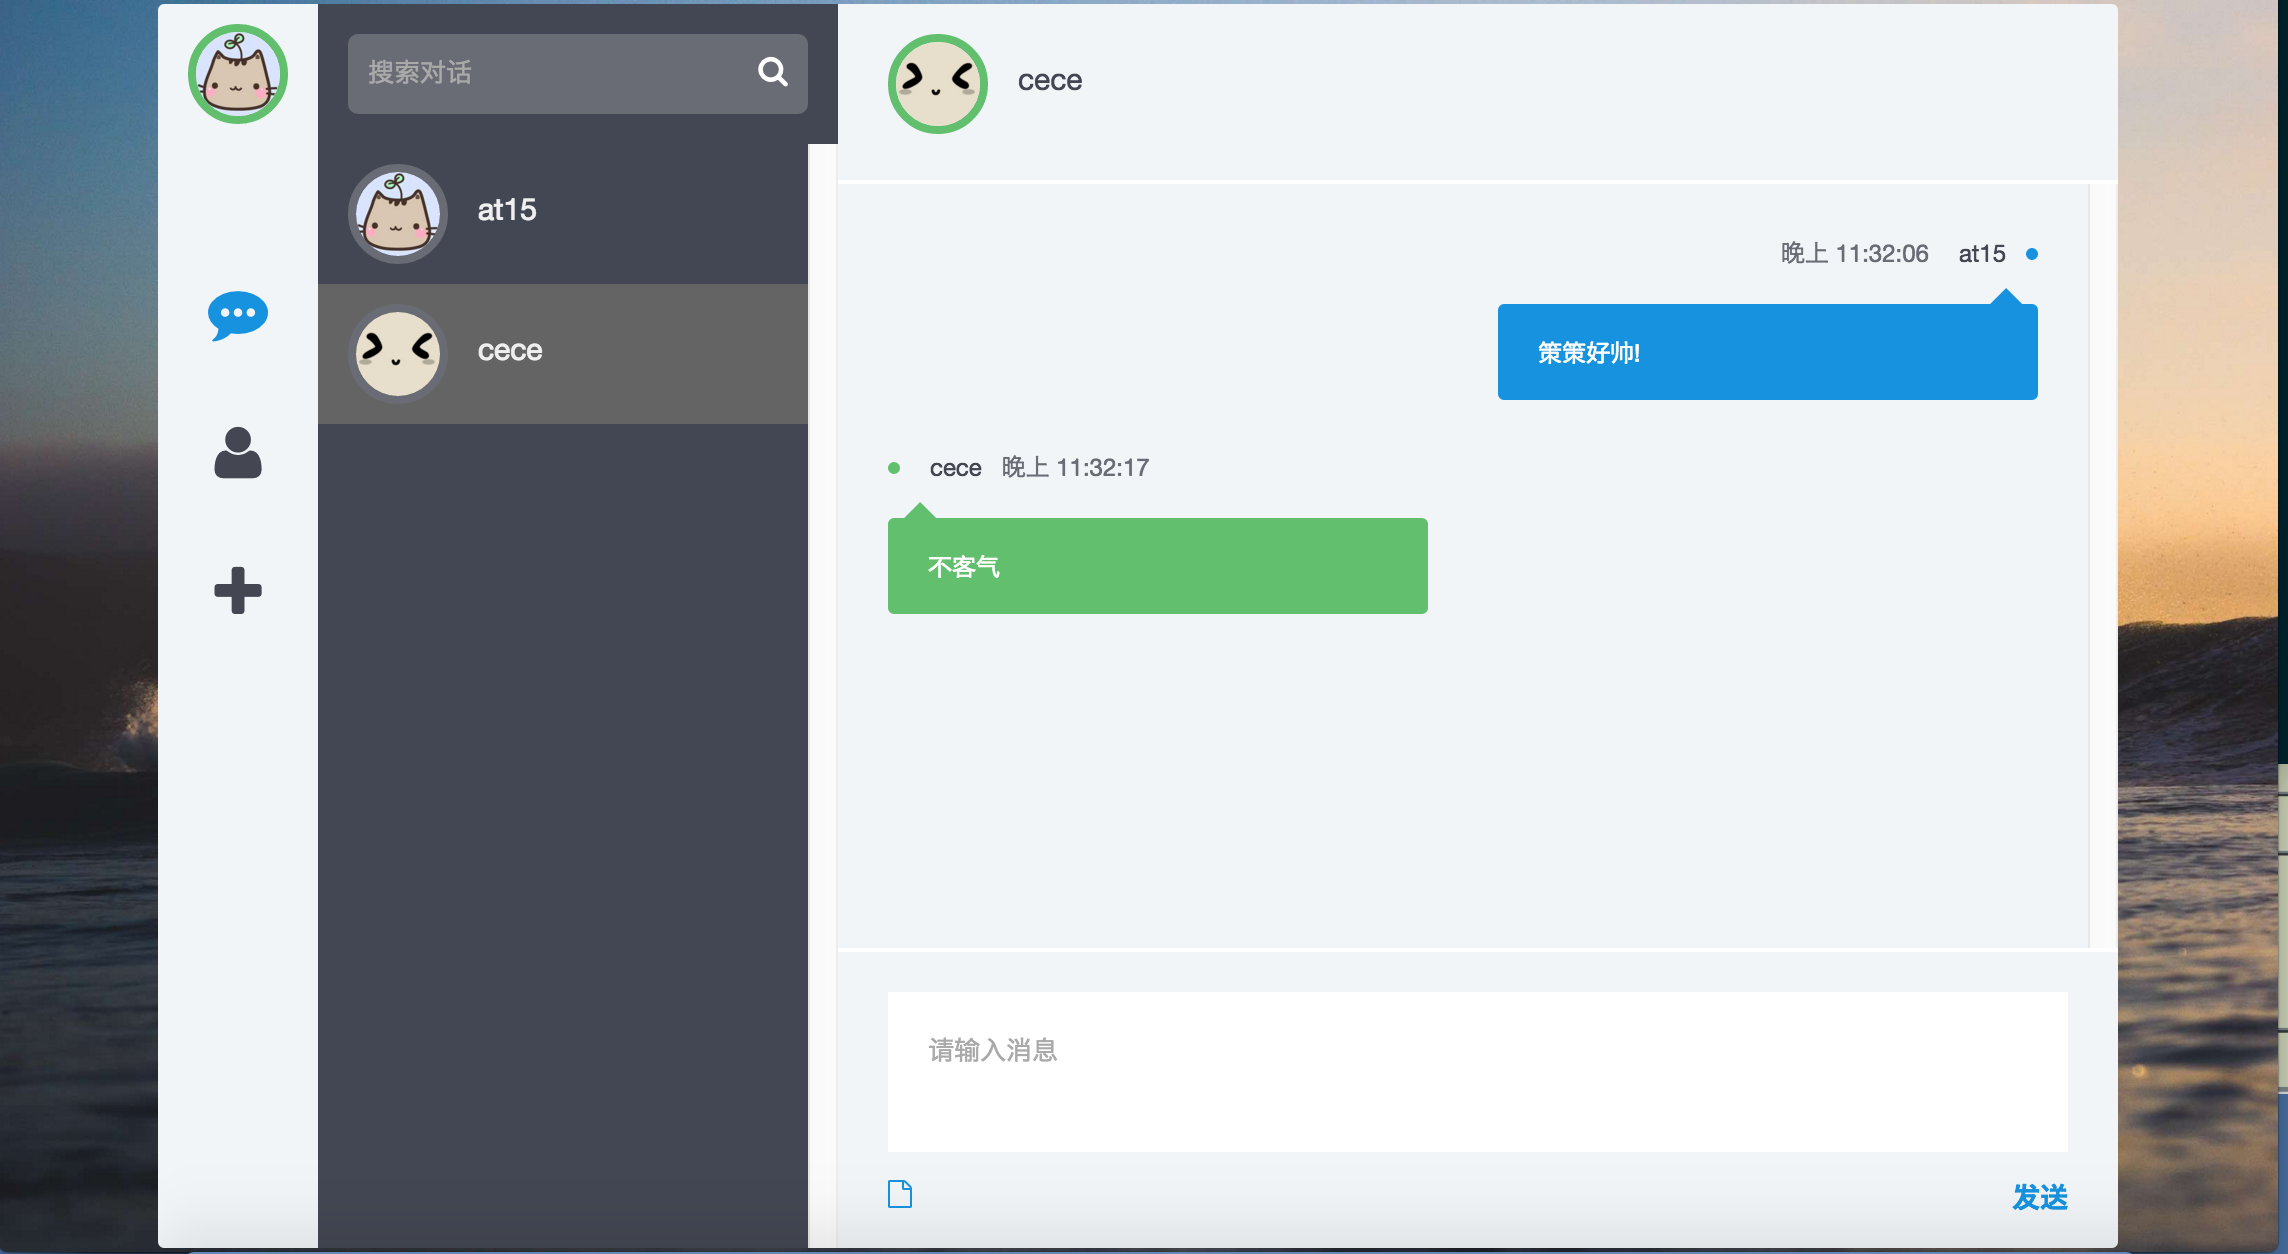 搜索对话
at15
cece
cece
晚上 11:32:06 at15
策策好帅!
cece 晚上 11:32:17
不客气
请输入消息
发送